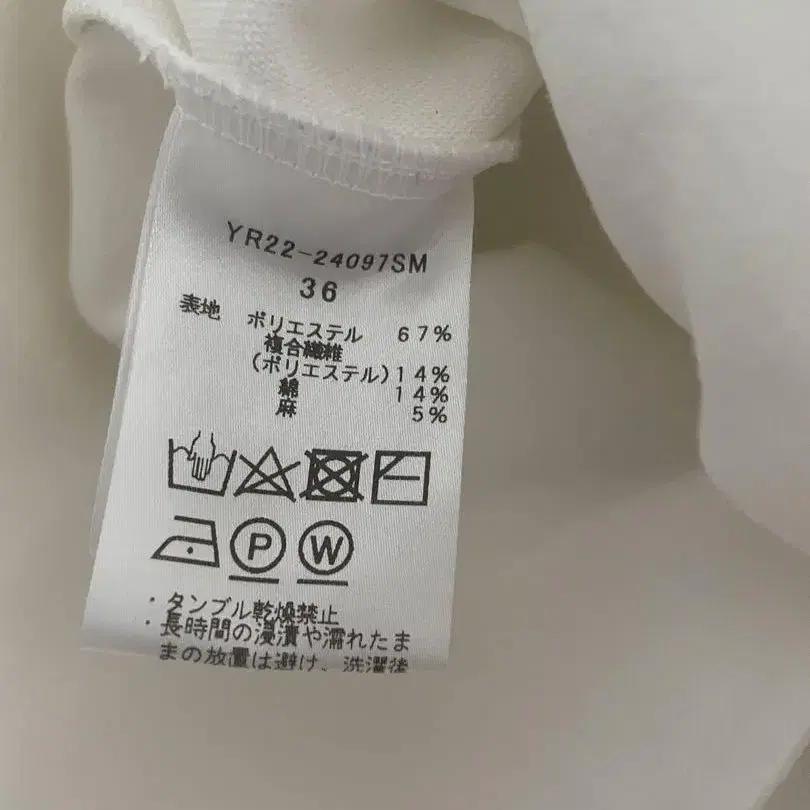 YR22-24097SM
36
表地 ポリエステル 67%
複合繊維
(ポリエステル)14%
綿 14%
麻 5%
P W
・タンブル乾燥禁止
・長時間の浸漬や濡れたま
まの放置は避け、洗濯後